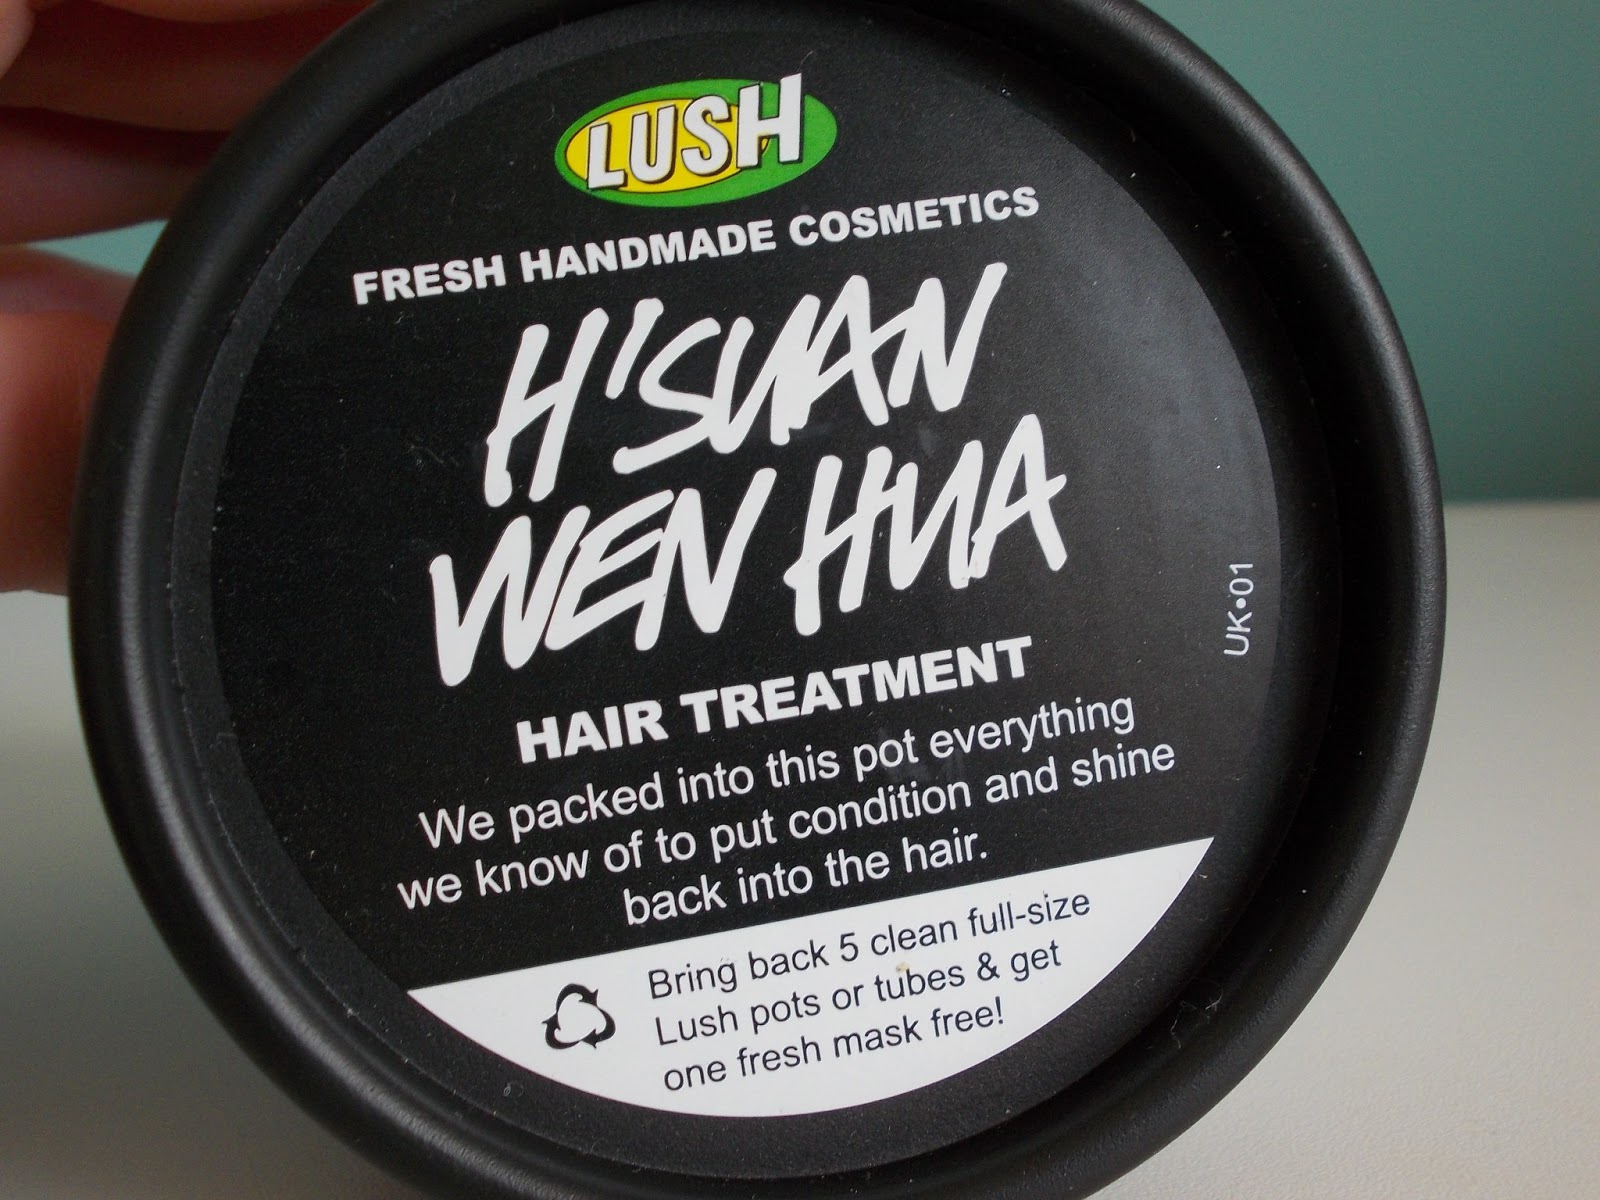 LUSH
FRESH HANDMADE COSMETICS
H'SUAN
WEN HUA
HAIR TREATMENT
We packed into this pot everything
we know of to put condition and shine
back into the hair.
Bring back 5 clean full-size
Lush pots or tubes & get
one fresh mask free!
UK•01